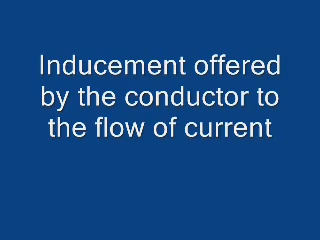 Inducement offered
by the conductor to
the flow of current